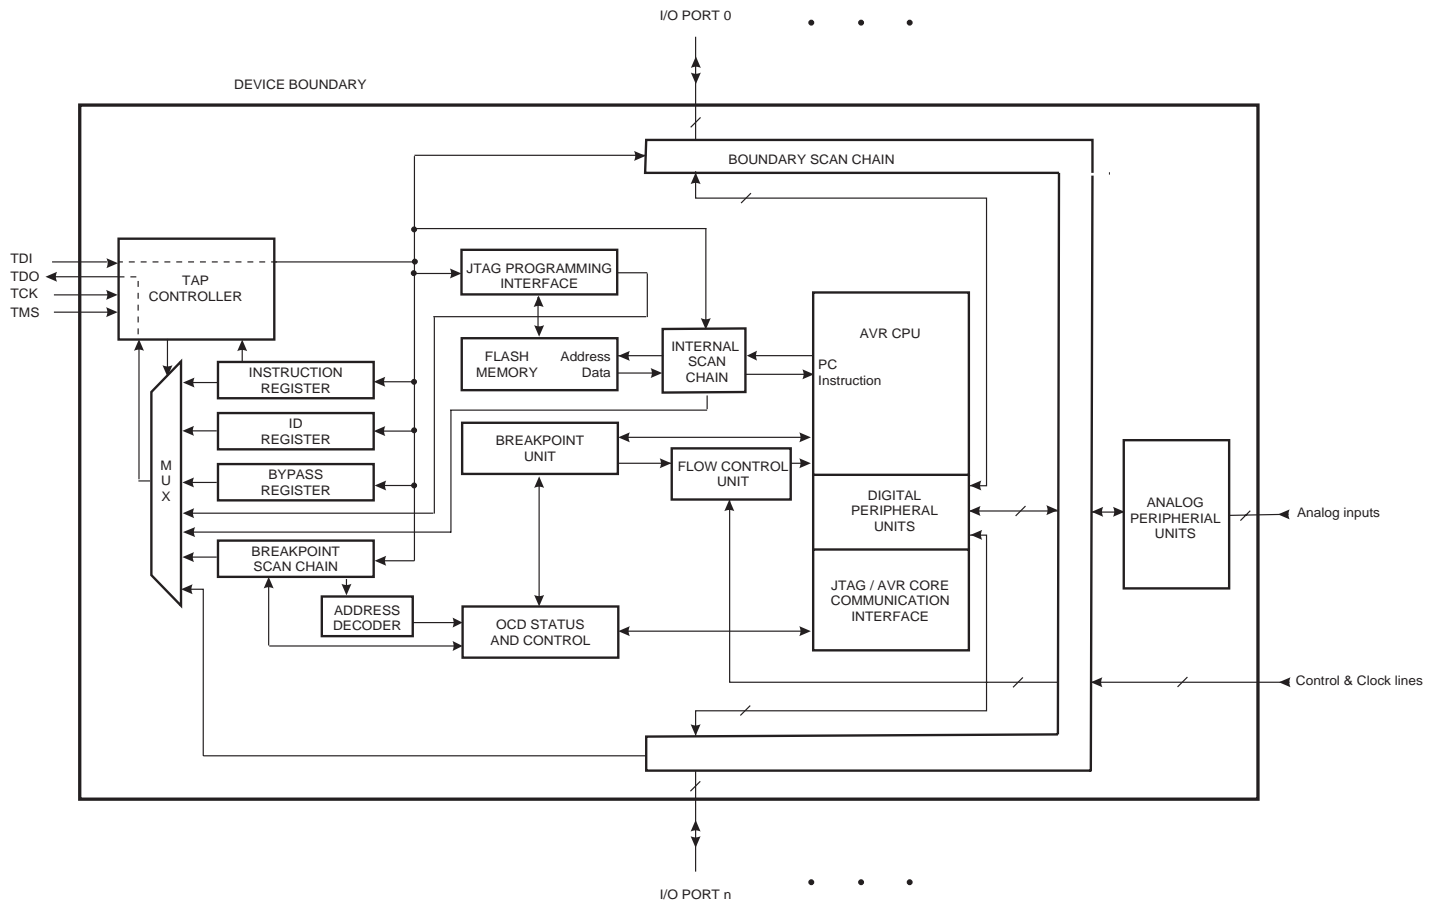 I/O PORT 0
DEVICE BOUNDARY
BOUNDARY SCAN CHAIN
TDI
TDO
TCK
TMS
TAP
CONTROLLER
JTAG PROGRAMMING
INTERFACE
AVR CPU
FLASH
MEMORY
Address
Data
INTERNAL
SCAN
CHAIN
PC
Instruction
INSTRUCTION
REGISTER
ID
REGISTER
BREAKPOINT
UNIT
FLOW CONTROL
UNIT
M
U
X
BYPASS
REGISTER
DIGITAL
PERIPHERAL
UNITS
ANALOG
PERIPHERIAL
UNITS
Analog inputs
BREAKPOINT
SCAN CHAIN
ADDRESS
DECODER
OCD STATUS
AND CONTROL
JTAG / AVR CORE
COMMUNICATION
INTERFACE
Control & Clock lines
I/O PORT n